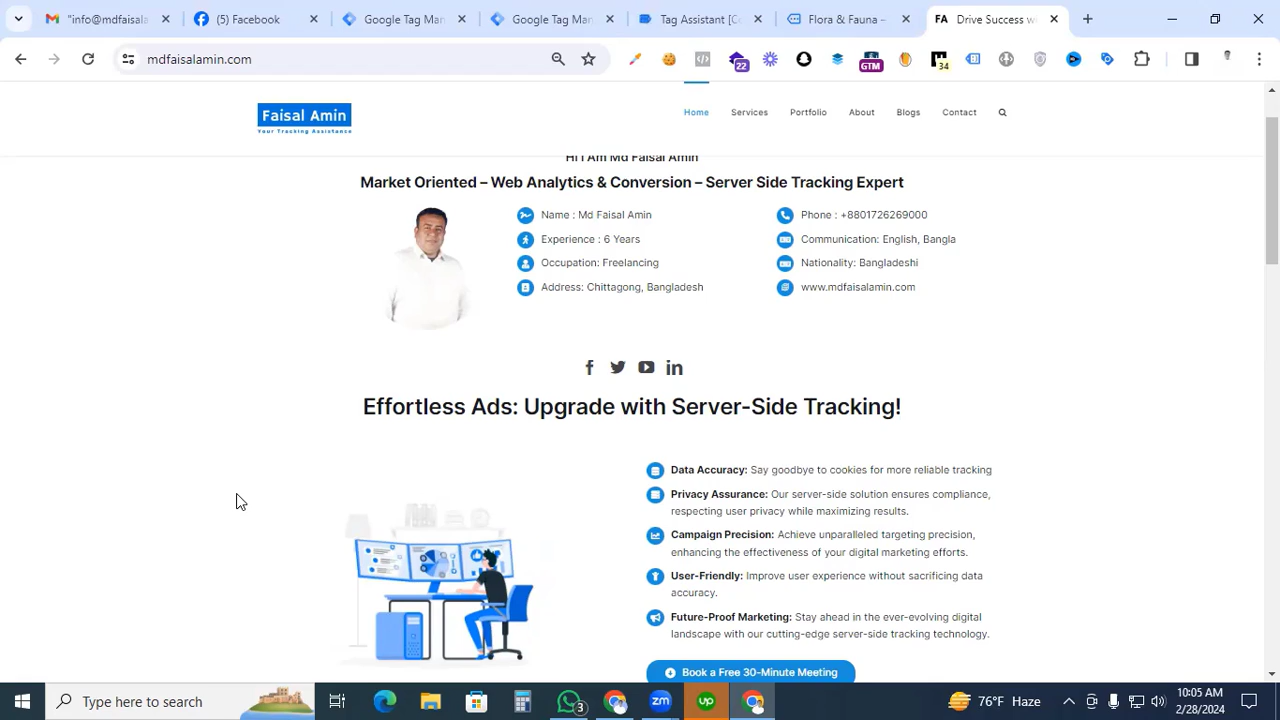 "info@mdfaisala
(5) Facebook
Google Tag Man
Google Tag Man
Tag Assistant [C
Flora & Fauna –
FA
Drive Success w
mdfaisalamin.com
22
GTM
34
Faisal Amin
Your Tracking Assistance
Home
Services
Portfolio
About
Blogs
Contact
Hi I Am Md Faisal Amin
Market Oriented – Web Analytics & Conversion – Server Side Tracking Expert
Name : Md Faisal Amin
Phone : +8801726269000
Experience : 6 Years
Communication: English, Bangla
Occupation: Freelancing
Nationality: Bangladeshi
Address: Chittagong, Bangladesh
www.mdfaisalamin.com
Effortless Ads: Upgrade with Server-Side Tracking!
Data Accuracy: Say goodbye to cookies for more reliable tracking
Privacy Assurance: Our server-side solution ensures compliance,
respecting user privacy while maximizing results.
Campaign Precision: Achieve unparalleled targeting precision,
enhancing the effectiveness of your digital marketing efforts.
User-Friendly: Improve user experience without sacrificing data
accuracy.
Future-Proof Marketing: Stay ahead in the ever-evolving digital
landscape with our cutting-edge server-side tracking technology.
Book a Free 30-Minute Meeting
Type here to search
3
zm
up
76°F Haze
10:05 AM
2/28/2024